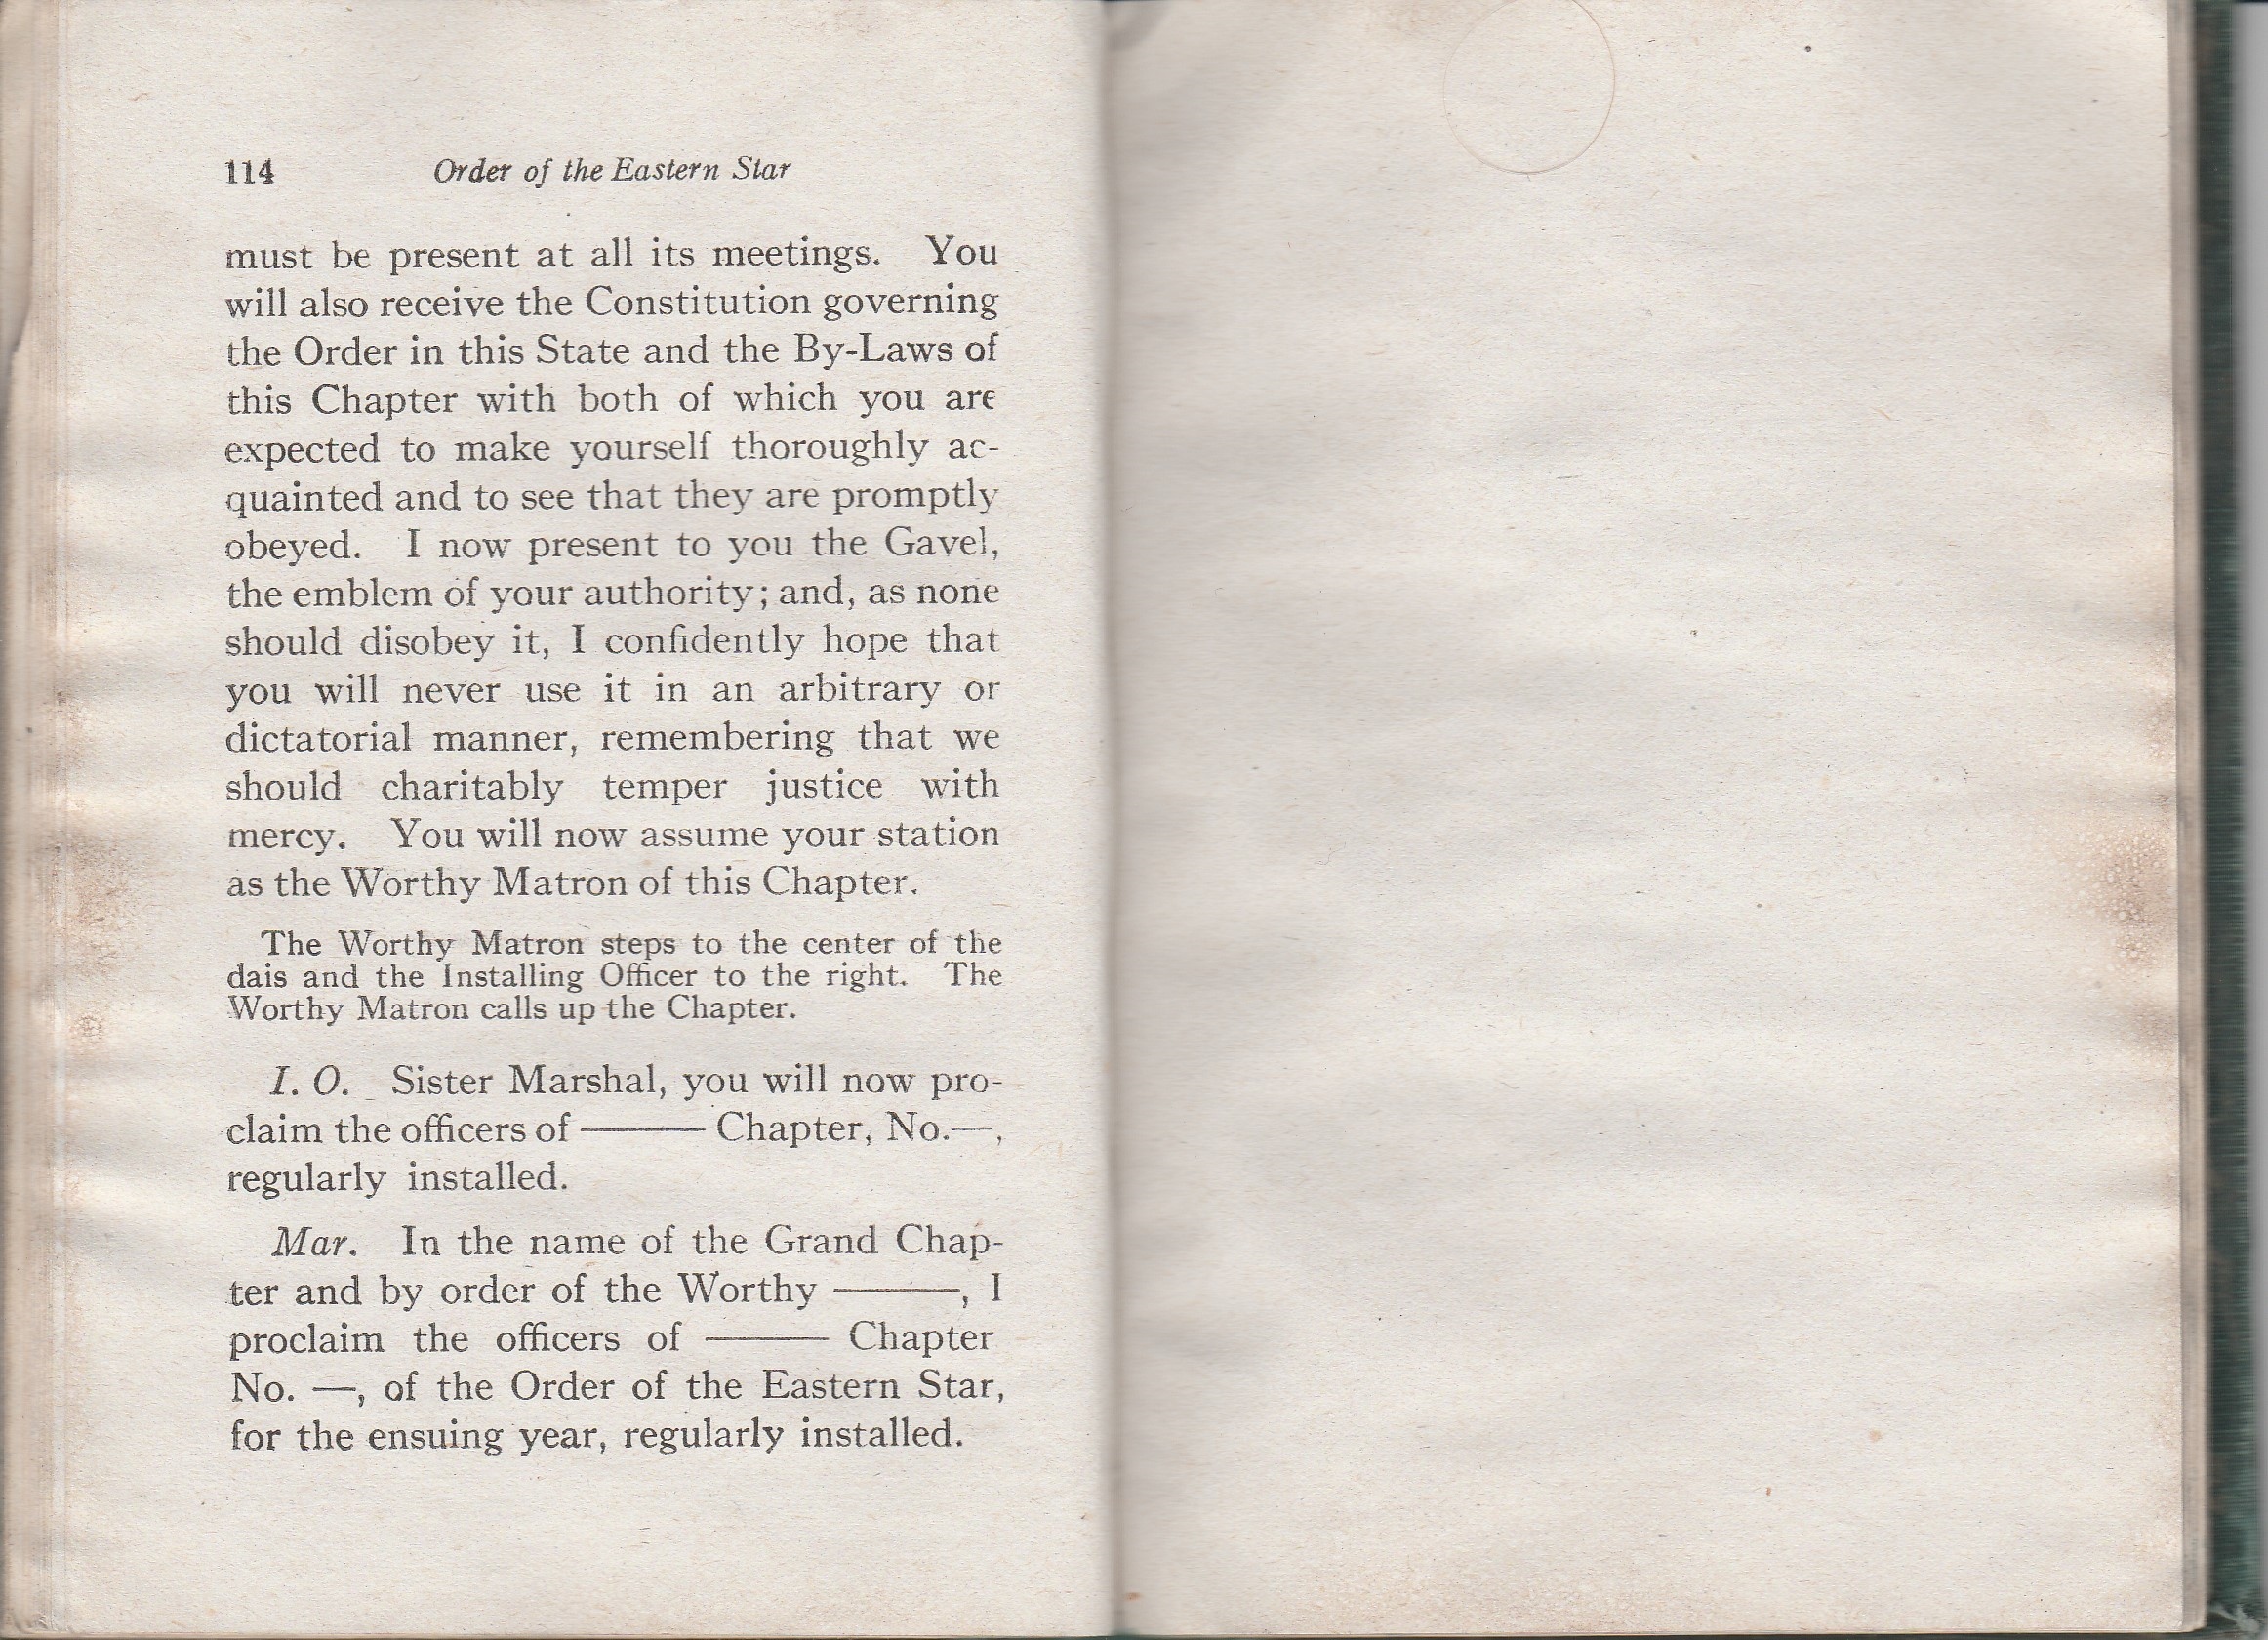 114 Order of the Eastern Star
must be present at all its meetings. You
will also receive the Constitution governing
the Order in this State and the By-Laws of
this Chapter with both of which you are
expected to make yourself thoroughly ac-
quainted and to see that they are promptly
obeyed. I now present to you the Gavel,
the emblem of your authority; and, as none
should disobey it, I confidently hope that
you will never use it in an arbitrary or
dictatorial manner, remembering that we
should charitably temper justice with
mercy. You will now assume your station
as the Worthy Matron of this Chapter.
The Worthy Matron steps to the center of the
dais and the Installing Officer to the right. The
Worthy Matron calls up the Chapter.
I. O. Sister Marshal, you will now pro-
claim the officers of ——— Chapter, No.—,
regularly installed.
Mar. In the name of the Grand Chap-
ter and by order of the Worthy ———, I
proclaim the officers of ——— Chapter
No. —, of the Order of the Eastern Star,
for the ensuing year, regularly installed.